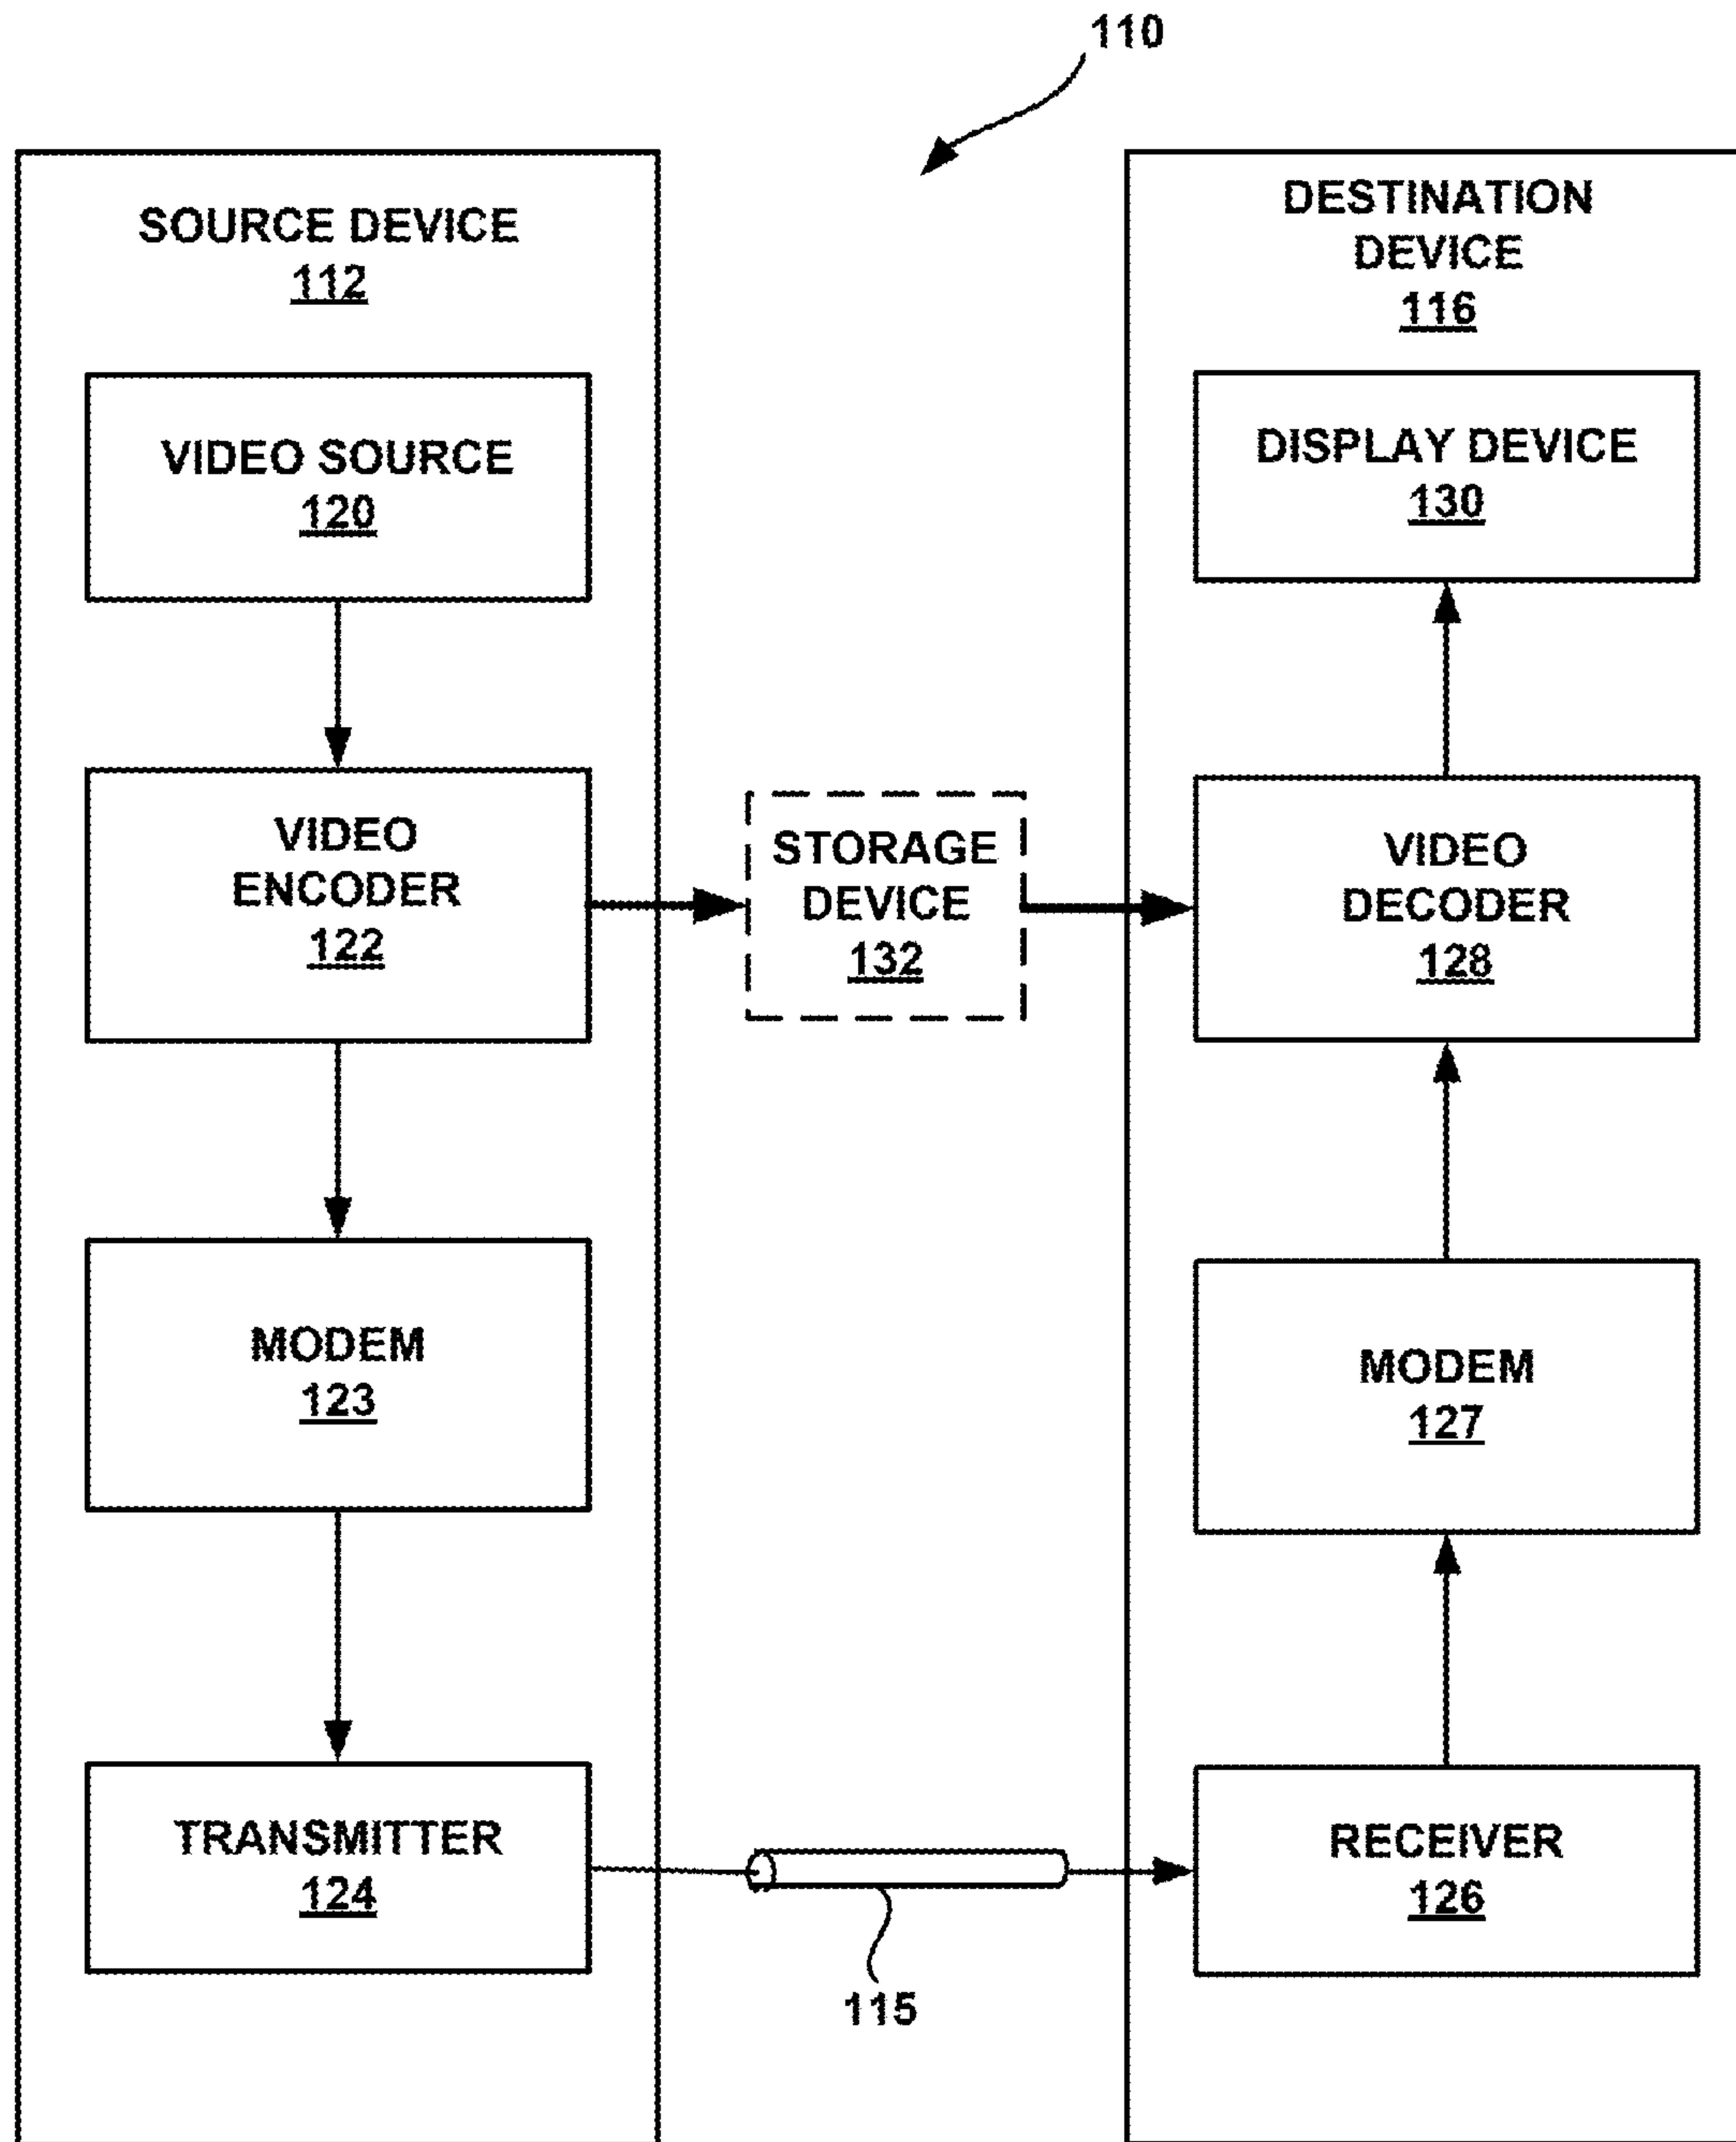 110
SOURCE DEVICE
112
VIDEO SOURCE
120
VIDEO
ENCODER
122
MODEM
123
TRANSMITTER
124
STORAGE
DEVICE
132
115
DESTINATION
DEVICE
116
DISPLAY DEVICE
130
VIDEO
DECODER
128
MODEM
127
RECEIVER
126